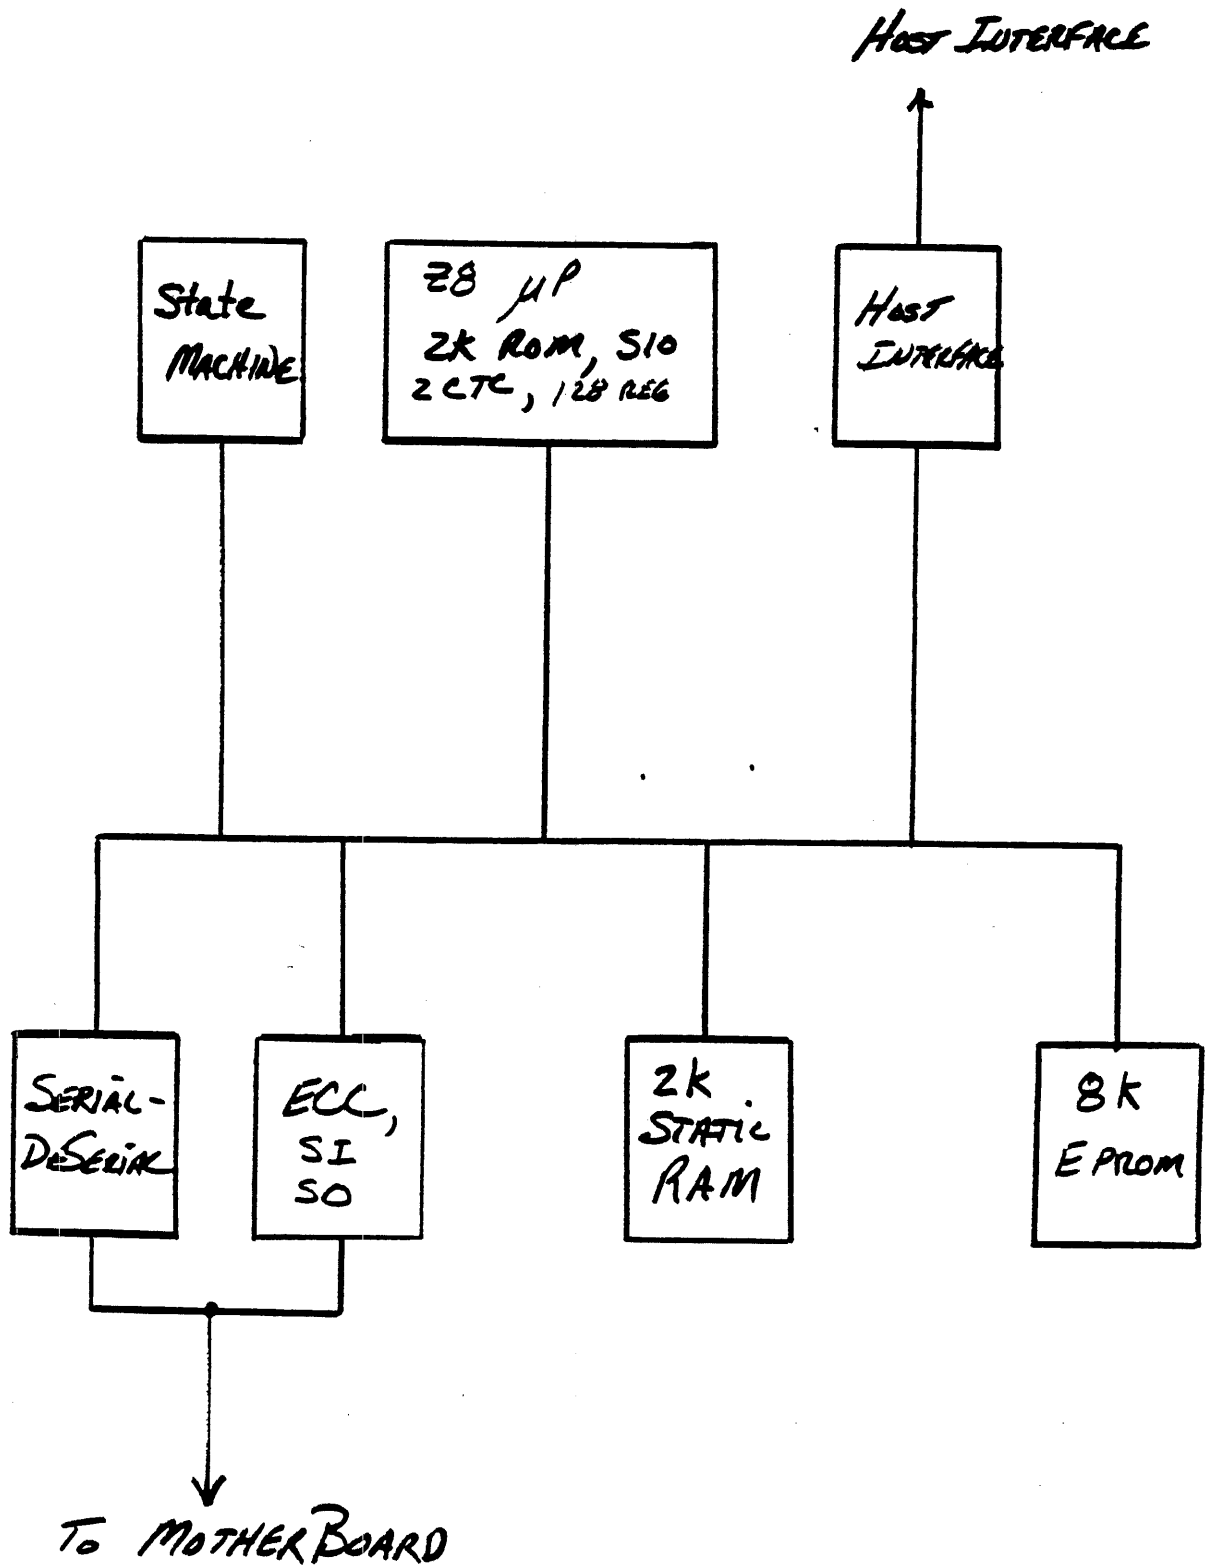 HOST INTERFACE
State
MACHINE
Z8 μP
2K ROM, SIO
2 CTC, 128 REG
HOST
INTERFACE
SERIAL-
DeSERIAL
ECC,
SI
SO
2K
STATIC
RAM
8K
EPROM
To MOTHERBOARD